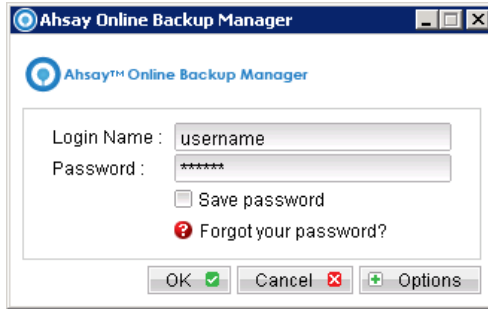 Ahsay Online Backup Manager
Ahsay™ Online Backup Manager
Login Name : username
Password : ******
Save password
Forgot your password?
OK Cancel Options